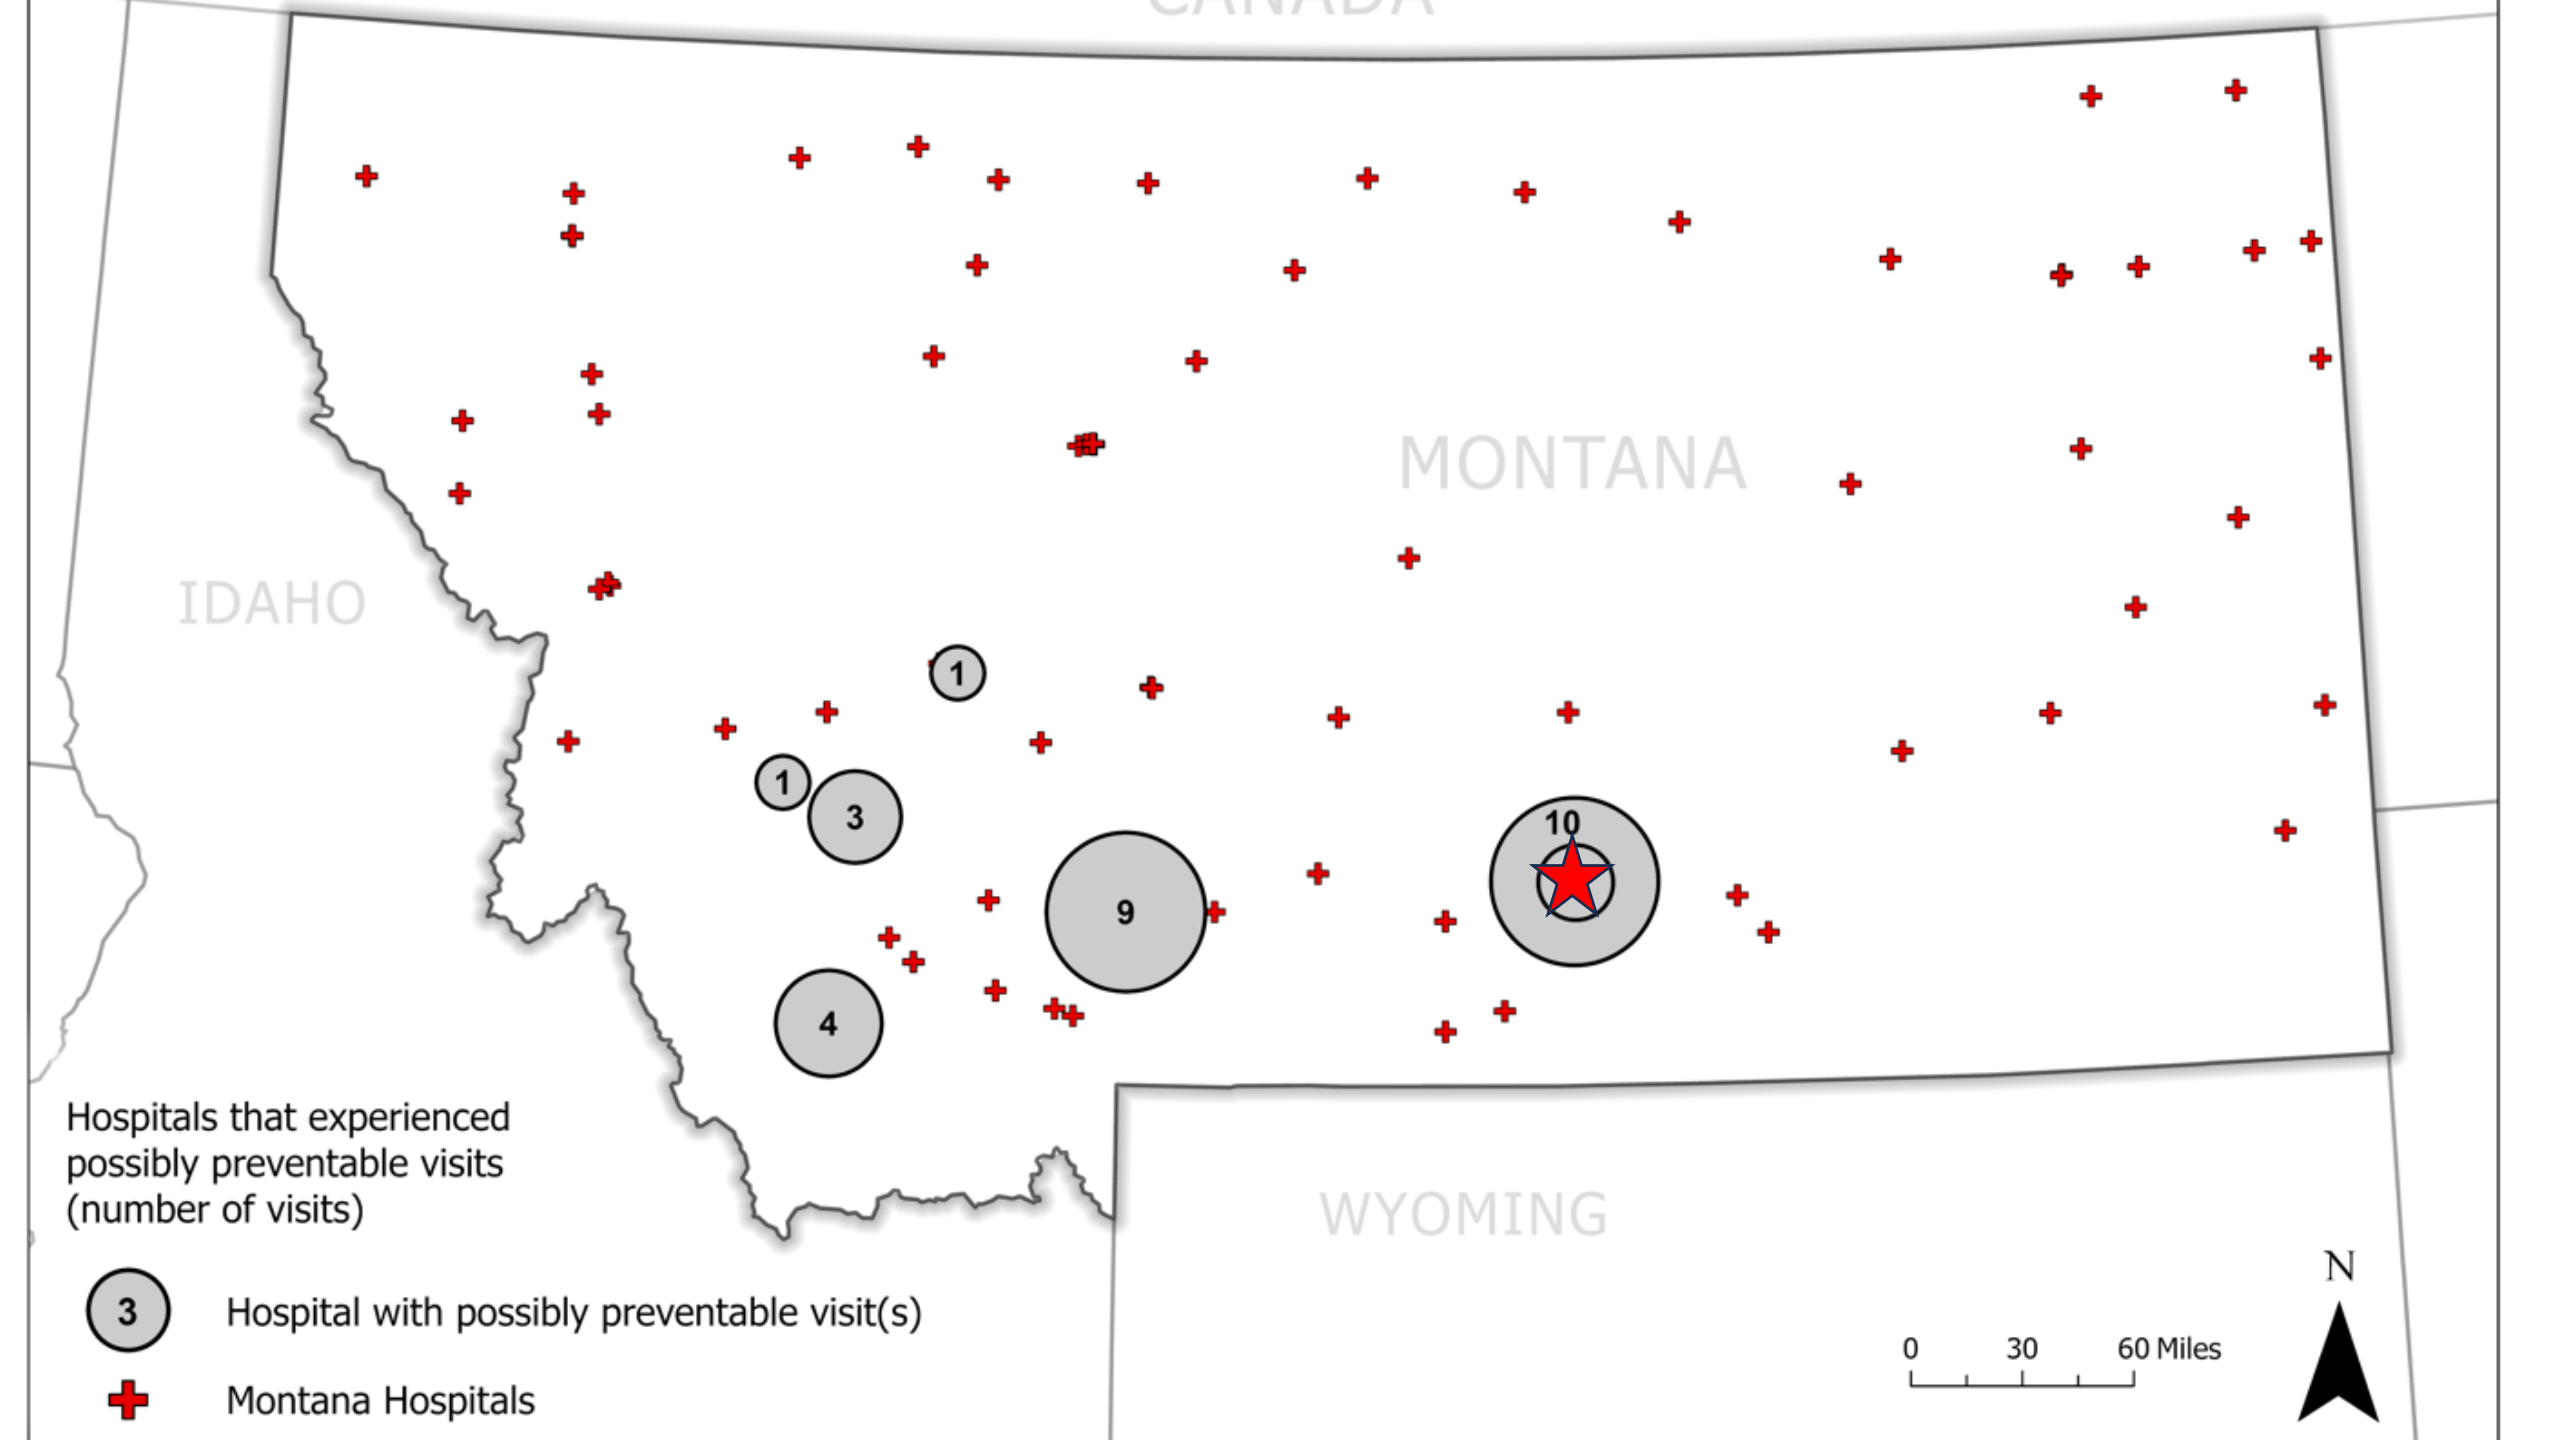 CANADA
MONTANA
IDAHO
1
1
3
10
9
4
Hospitals that experienced
possibly preventable visits
(number of visits)
WYOMING
N
3 Hospital with possibly preventable visit(s)
0 30 60 Miles
Montana Hospitals